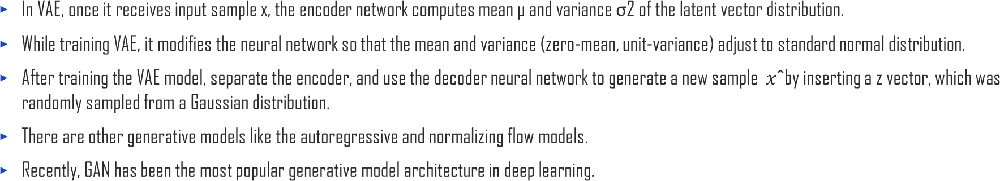 ▸ In VAE, once it receives input sample x, the encoder network computes mean μ and variance σ2 of the latent vector distribution.
▸ While training VAE, it modifies the neural network so that the mean and variance (zero-mean, unit-variance) adjust to standard normal distribution.
▸ After training the VAE model, separate the encoder, and use the decoder neural network to generate a new sample 𝑥ˆ by inserting a z vector, which was
randomly sampled from a Gaussian distribution.
▸ There are other generative models like the autoregressive and normalizing flow models.
▸ Recently, GAN has been the most popular generative model architecture in deep learning.